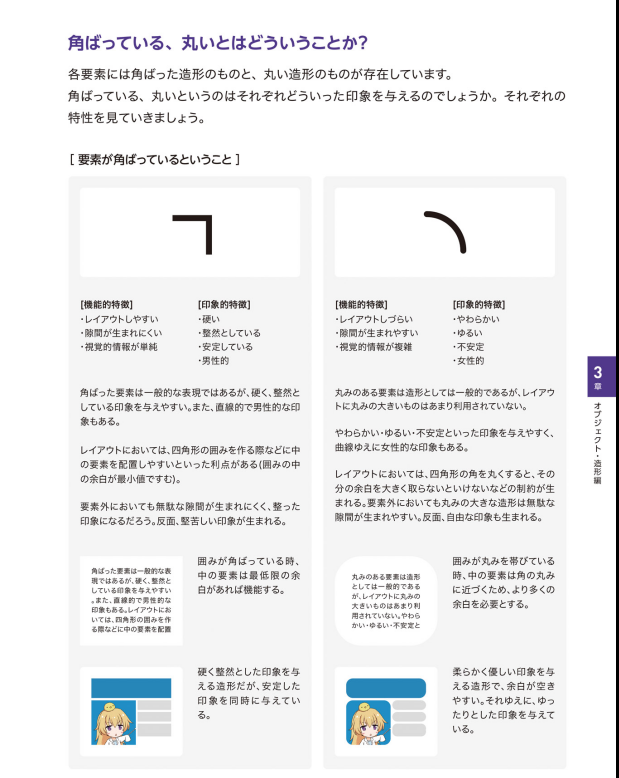 角ばっている、丸いとはどういうことか?
各要素には角ばった造形のものと、丸い造形のものが存在しています。
角ばっている、丸いというのはそれぞれどういった印象を与えるのでしょうか。それぞれの
特性を見ていきましょう。
[ 要素が角ばっているということ ]
[機能的特徴]
・レイアウトしやすい
・隙間が生まれにくい
・視覚的情報が単純
[印象的特徴]
・硬い
・整然としている
・安定している
・男性的
角ばった要素は一般的な表現ではあるが、硬く、整然と
している印象を与えやすい。また、直線的で男性的な印
象もある。
レイアウトにおいては、四角形の囲みを作る際などに中
の要素を配置しやすいといった利点がある(囲みの中
の余白が最小値ですむ)。
要素外においても無駄な隙間が生まれにくく、整った
印象になるだろう。反面、堅苦しい印象が生まれる。
角ばった要素は一般的な表
現ではあるが、硬く、整然と
している印象を与えやすい
。また、直線的で男性的な
印象もある。レイアウトにお
いては、四角形の囲みを作
る際などに中の要素を配置
囲みが角ばっている時、
中の要素は最低限の余
白があれば機能する。
硬く整然とした印象を与
える造形だが、安定した
印象を同時に与えてい
る。
[機能的特徴]
・レイアウトしづらい
・隙間が生まれやすい
・視覚的情報が複雑
[印象的特徴]
・やわらかい
・ゆるい
・不安定
・女性的
丸みのある要素は造形としては一般的であるが、レイアウ
トに丸みの大きいものはあまり利用されていない。
やわらかい・ゆるい・不安定といった印象を与えやすく、
曲線ゆえに女性的な印象もある。
レイアウトにおいては、四角形の角を丸くすると、その
分の余白を大きく取らないといけないなどの制約が生
まれる。要素外においても丸みの大きな造形は無駄な
隙間が生まれやすい。反面、自由な印象も生まれる。
丸みのある要素は造形
としては一般的である
が、レイアウトに丸みの
大きいものはあまり利
用されていない。やわら
かい・ゆるい・不安定と
囲みが丸みを帯びている
時、中の要素は角の丸み
に近づくため、より多くの
余白を必要とする。
柔らかく優しい印象を与
える造形で、余白が空き
やすい。それゆえに、ゆっ
たりとした印象を与えて
いる。
3
章
オブジェクト・造形編